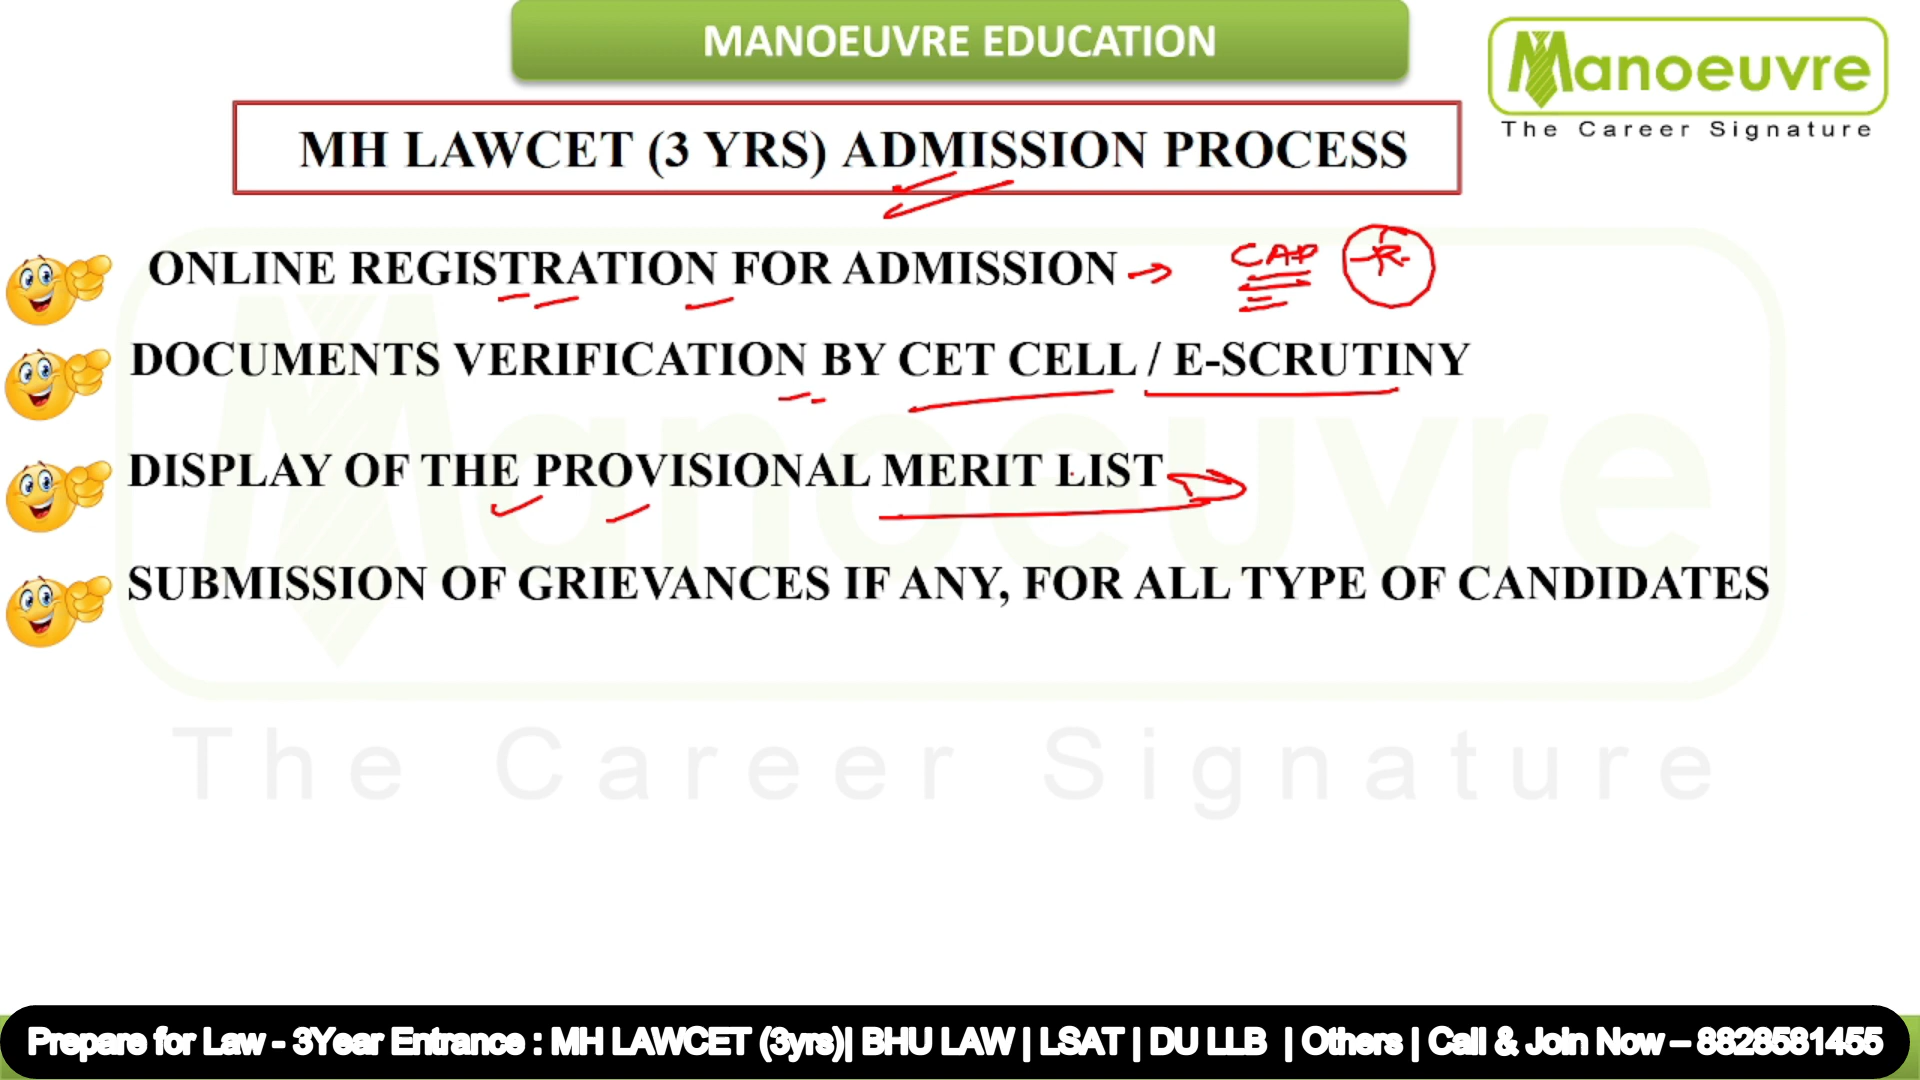 MANOEUVRE EDUCATION
Manoeuvre
The Career Signature
MH LAWCET (3 YRS) ADMISSION PROCESS
ONLINE REGISTRATION FOR ADMISSION → CAP R
DOCUMENTS VERIFICATION BY CET CELL / E-SCRUTINY
DISPLAY OF THE PROVISIONAL MERIT LIST
SUBMISSION OF GRIEVANCES IF ANY, FOR ALL TYPE OF CANDIDATES
Manoeuvre
The Career Signature
Prepare for Law - 3Year Entrance : MH LAWCET (3yrs)| BHU LAW | LSAT | DU LLB | Others | Call & Join Now – 8828581455